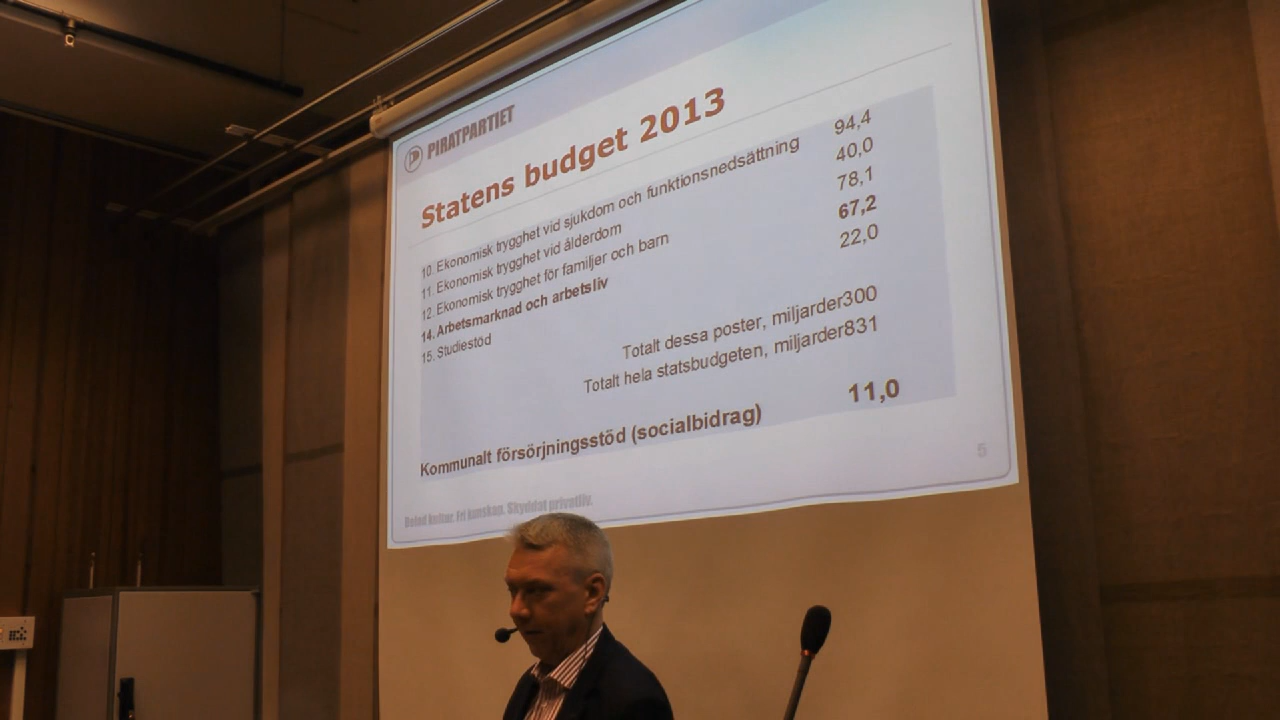 PIRATPARTIET
Statens budget 2013
10. Ekonomisk trygghet vid sjukdom och funktionsnedsättning 94,4
11. Ekonomisk trygghet vid ålderdom 40,0
12. Ekonomisk trygghet för familjer och barn 78,1
14. Arbetsmarknad och arbetsliv 67,2
15. Studiestöd 22,0
Totalt dessa poster, miljarder300
Totalt hela statsbudgeten, miljarder831
Kommunalt försörjningsstöd (socialbidrag) 11,0
5
Delad kultur. Fri kunskap. Skyddat privatliv.